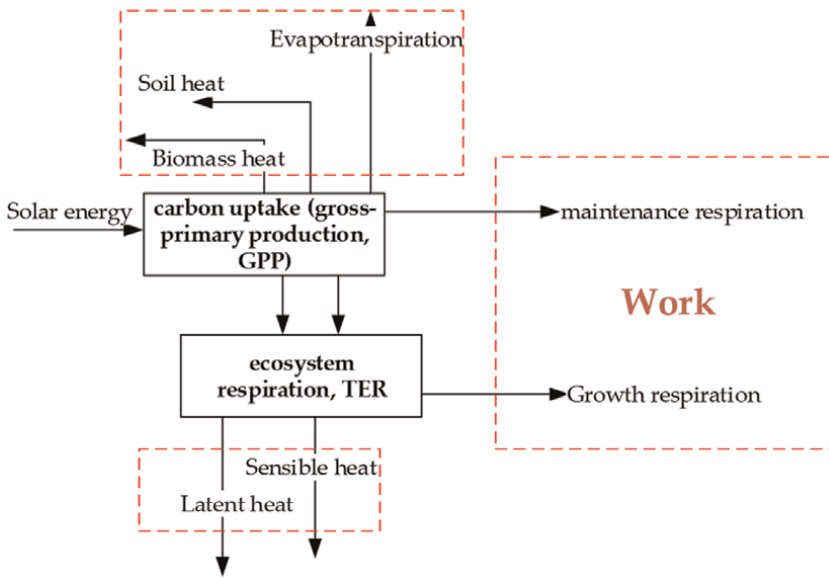 Evapotranspiration
Soil heat
Biomass heat
Solar energy
carbon uptake (gross-
primary production,
GPP)
maintenance respiration
Work
ecosystem
respiration, TER
Growth respiration
Sensible heat
Latent heat